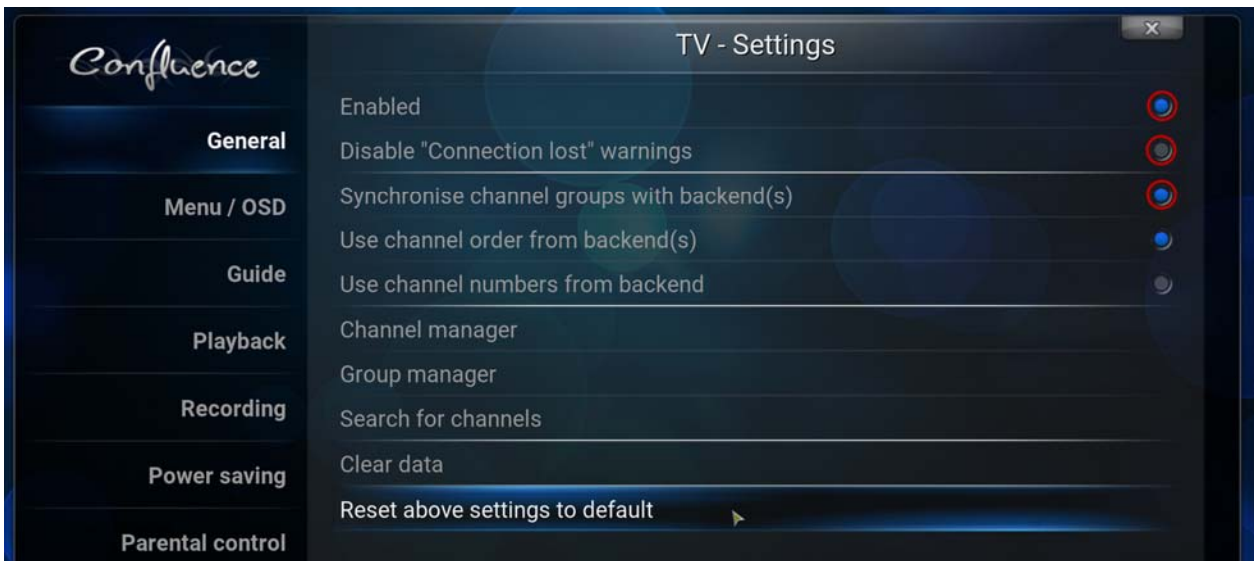 Confluence
TV - Settings
General
Menu / OSD
Guide
Playback
Recording
Power saving
Parental control
Enabled
Disable "Connection lost" warnings
Synchronise channel groups with backend(s)
Use channel order from backend(s)
Use channel numbers from backend
Channel manager
Group manager
Search for channels
Clear data
Reset above settings to default